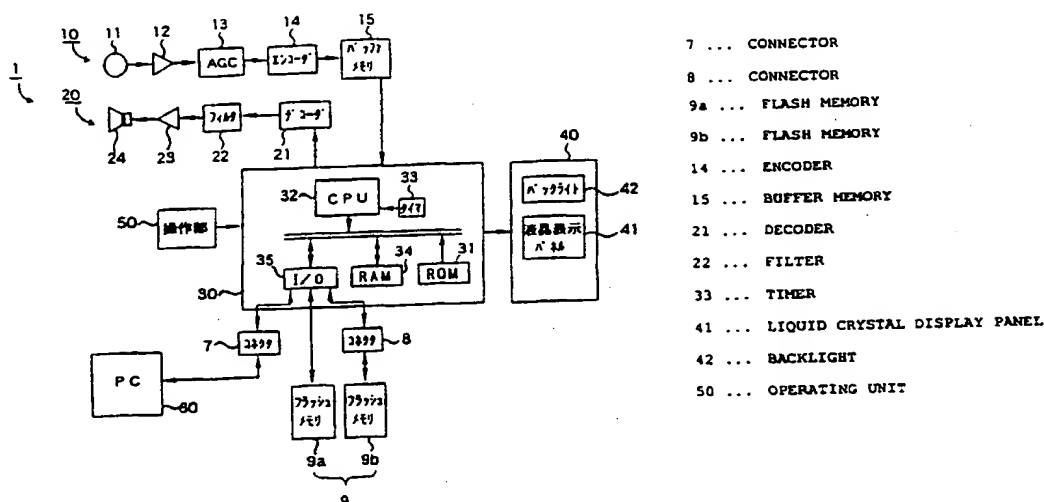 1
10
11
12
13
14
15
AGC
エンコーダ
バッファ
メモリ
20
24
23
22
21
フィルタ
デコーダ
50
操作部
30
32
CPU
33
タイマ
35
I/O
RAM
34
31
ROM
40
バックライト
42
液晶表示
パネル
41
7
コネクタ
コネクタ
8
PC
60
フラッシュ
メモリ
フラッシュ
メモリ
9a
9b
9
7 ... CONNECTOR
8 ... CONNECTOR
9a ... FLASH MEMORY
9b ... FLASH MEMORY
14 ... ENCODER
15 ... BUFFER MEMORY
21 ... DECODER
22 ... FILTER
33 ... TIMER
41 ... LIQUID CRYSTAL DISPLAY PANEL
42 ... BACKLIGHT
50 ... OPERATING UNIT